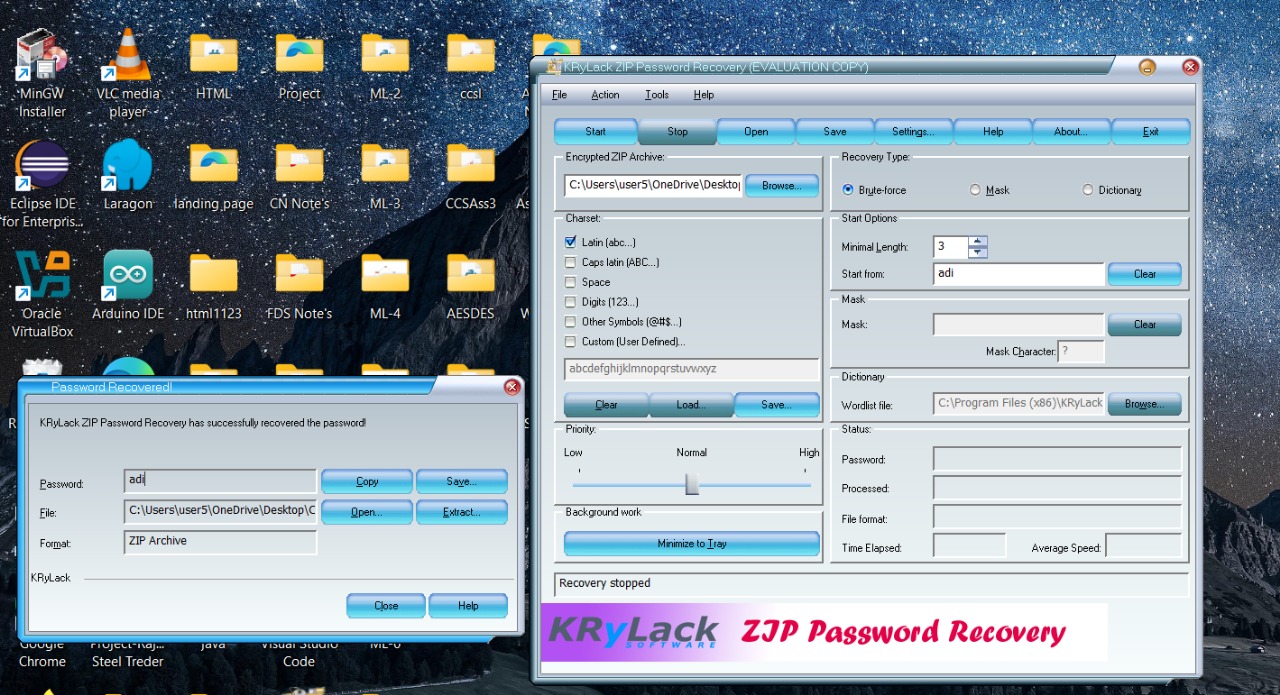 MinGW Installer
VLC media player
HTML
Project
ML-2
ccsl
Eclipse IDE for Enterpris...
Laragon
landing page
CN Note's
ML-3
CCSAss3
Oracle VirtualBox
Arduino IDE
html1123
FDS Note's
ML-4
AESDES
Password Recovered!
KRyLack ZIP Password Recovery has successfully recovered the password!
Password: adi Copy Save...
File: C:\Users\user5\OneDrive\Desktop\C Open... Extract...
Format: ZIP Archive
KRyLack
Close Help
Google Chrome
Steel Treder
java
Visual Studio Code
KRyLack ZIP Password Recovery (EVALUATION COPY)
File Action Tools Help
Start Stop Open Save Settings... Help About... Exit
Encrypted ZIP Archive:
C:\Users\user5\OneDrive\Desktop Browse...
Charset:
Latin (abc...)
Caps latin (ABC...)
Space
Digits (123...)
Other Symbols (@#$...)
Custom (User Defined)...
abcdefghijklmnopqrstuvwxyz
Clear Load... Save...
Priority:
Low Normal High
Background work
Minimize to Tray
Recovery Type:
Brute-force Mask Dictionary
Start Options
Minimal Length: 3
Start from: adi Clear
Mask
Mask: Clear
Mask Character: ?
Dictionary
Wordlist file: C:\Program Files (x86)\KRyLack Browse...
Status:
Password:
Processed:
File format:
Time Elapsed: Average Speed:
Recovery stopped
KRyLack SOFTWARE ZIP Password Recovery